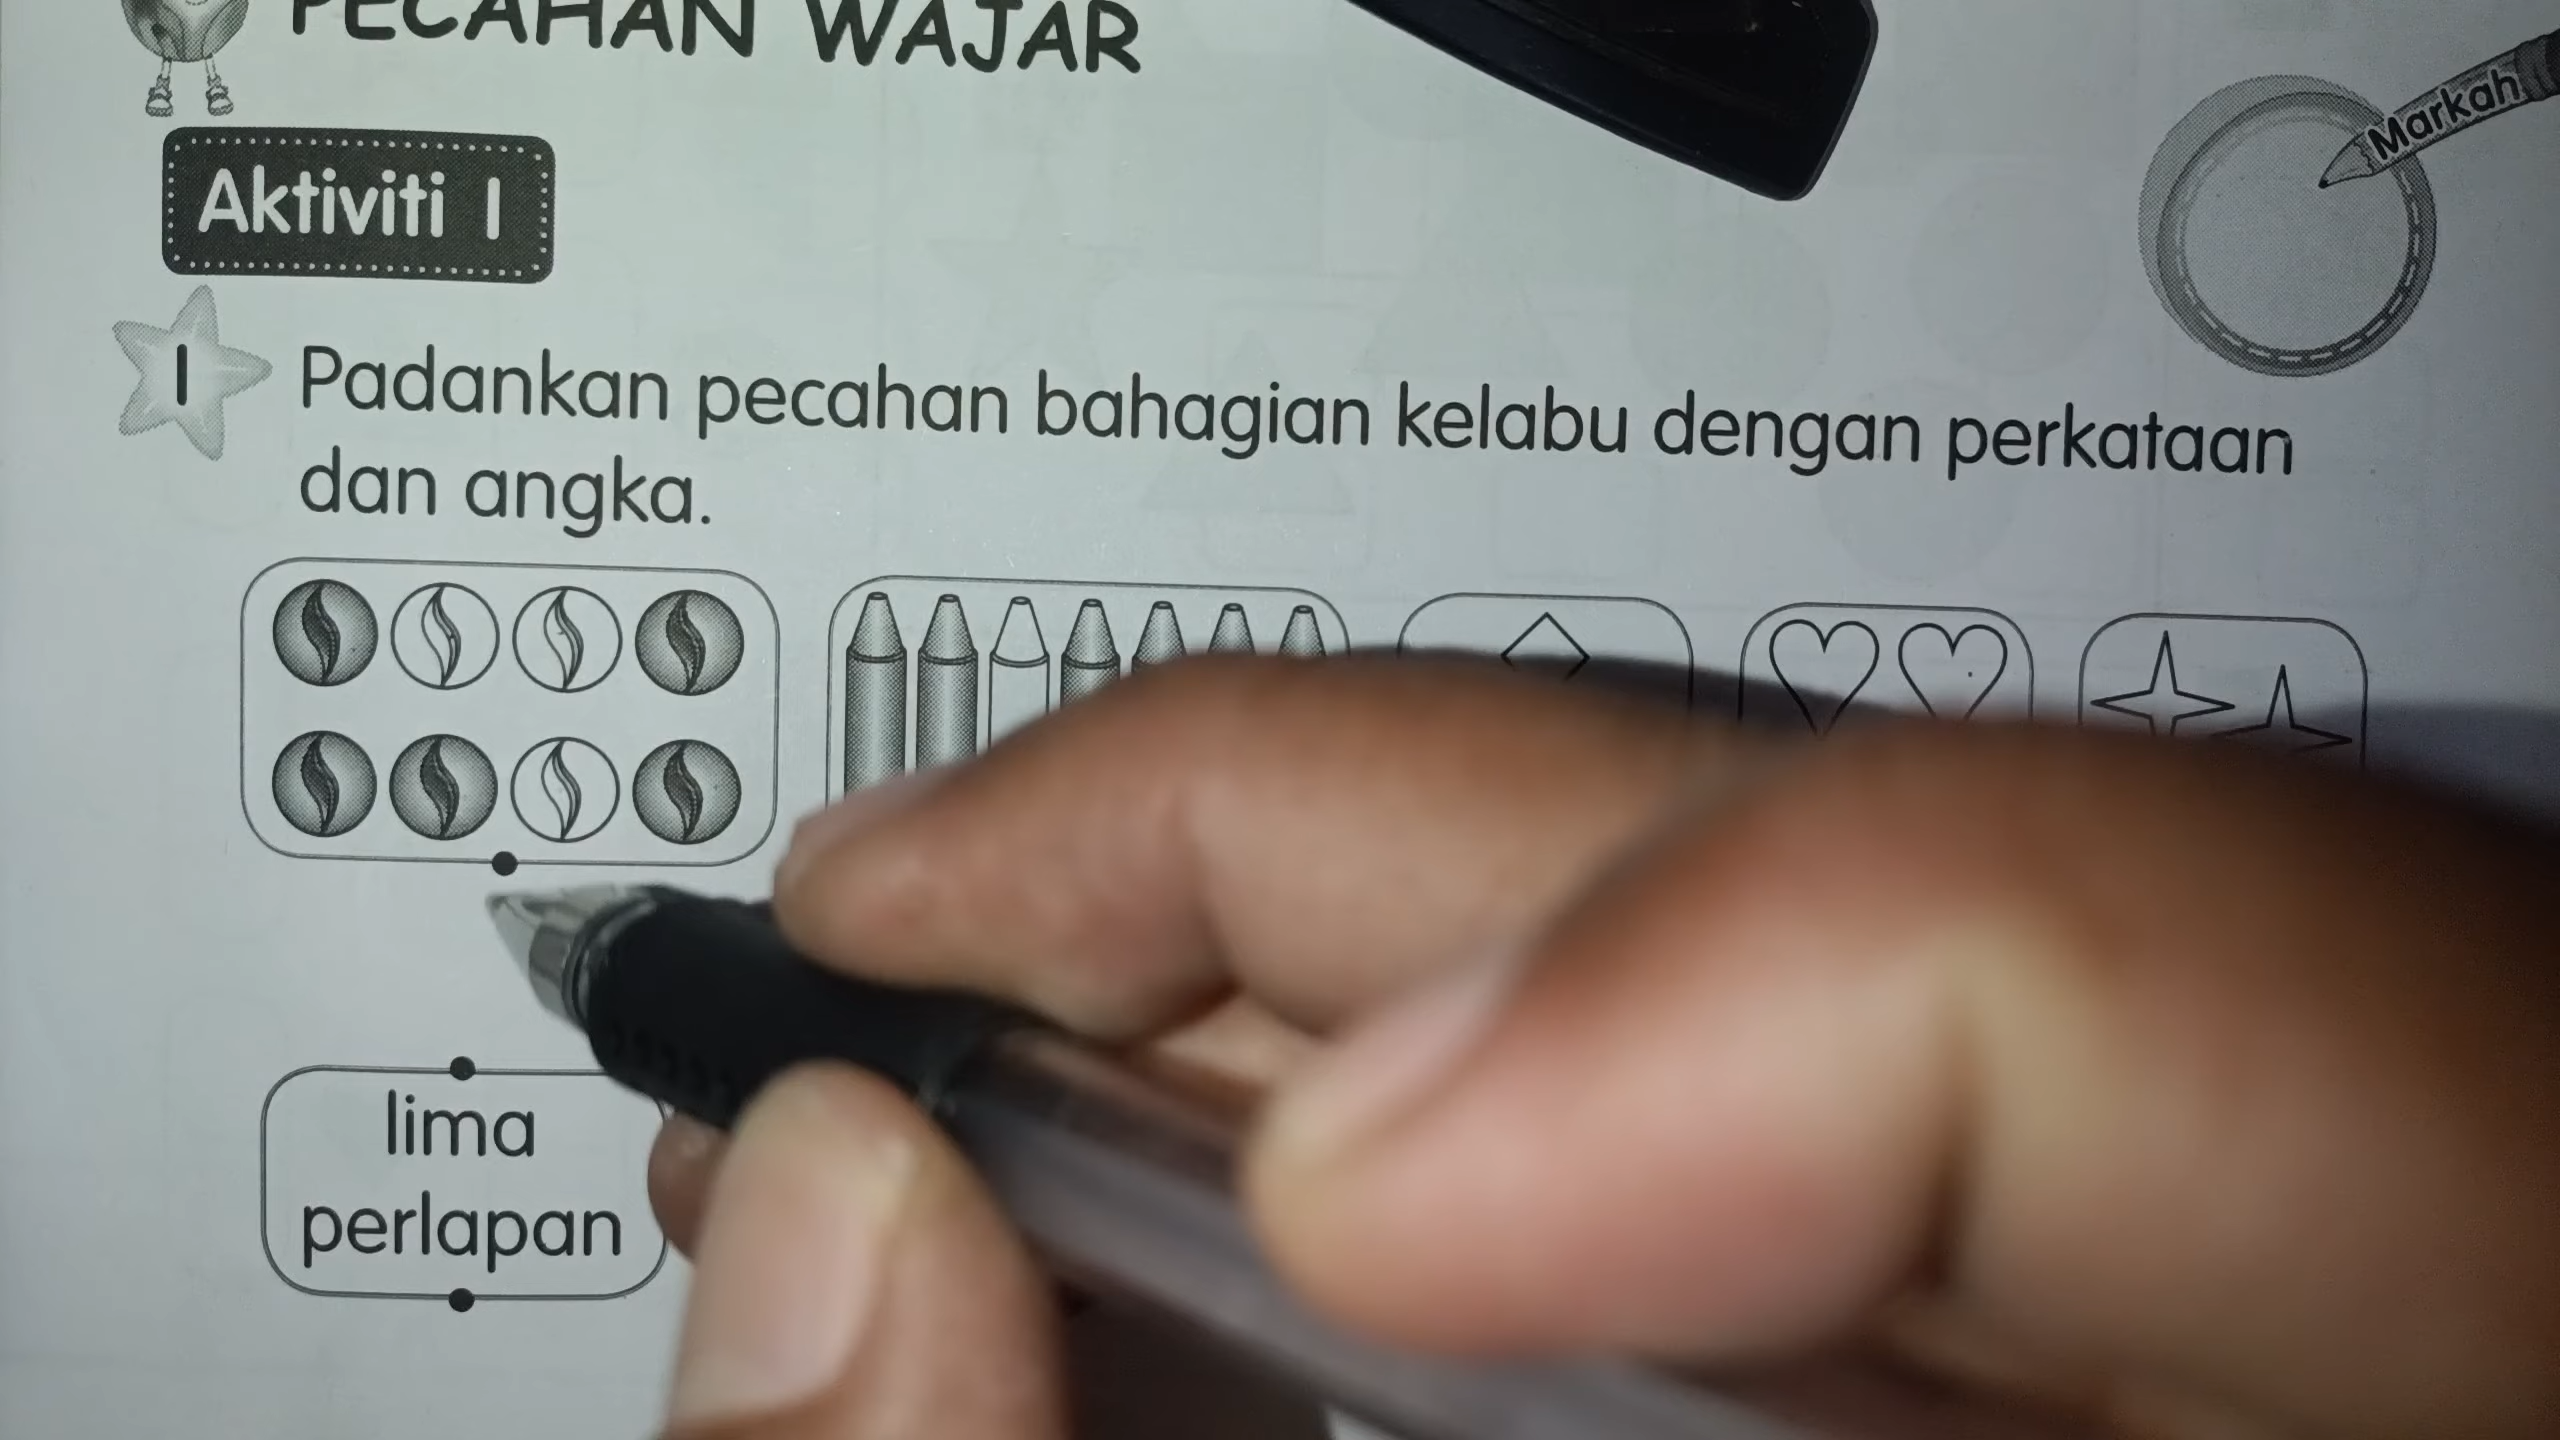 PECAHAN WAJAR
Markah
Aktiviti 1
1 Padankan pecahan bahagian kelabu dengan perkataan
dan angka.
lima
perlapan